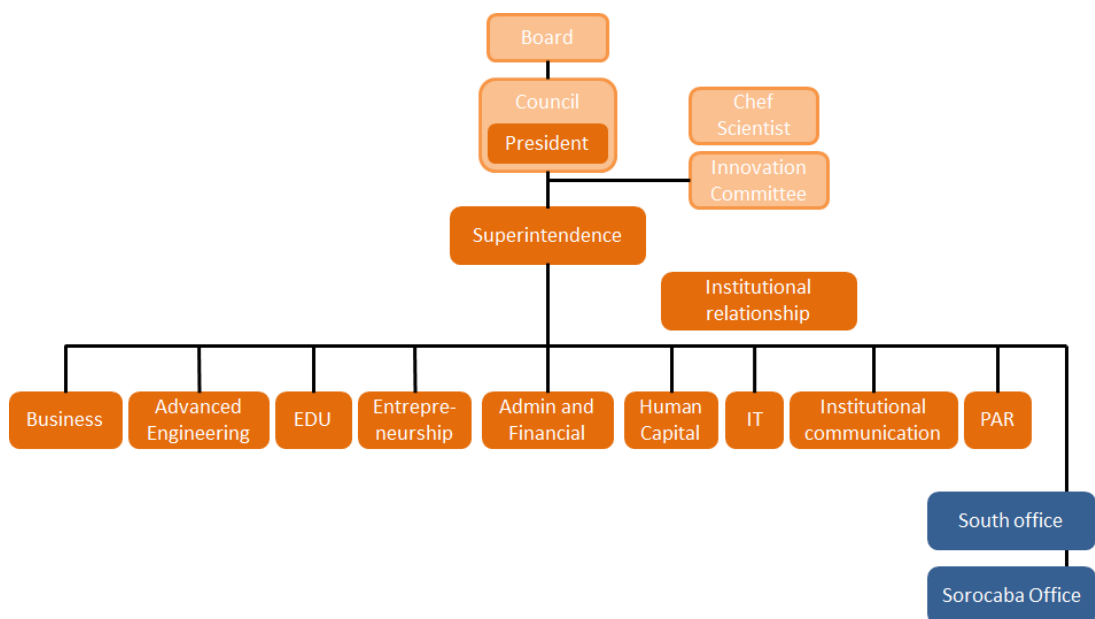 Board
Council
President
Chef
Scientist
Innovation
Committee
Superintendence
Institutional
relationship
Business
Advanced
Engineering
EDU
Entrepre-
neurship
Admin and
Financial
Human
Capital
IT
Institutional
communication
PAR
South office
Sorocaba Office